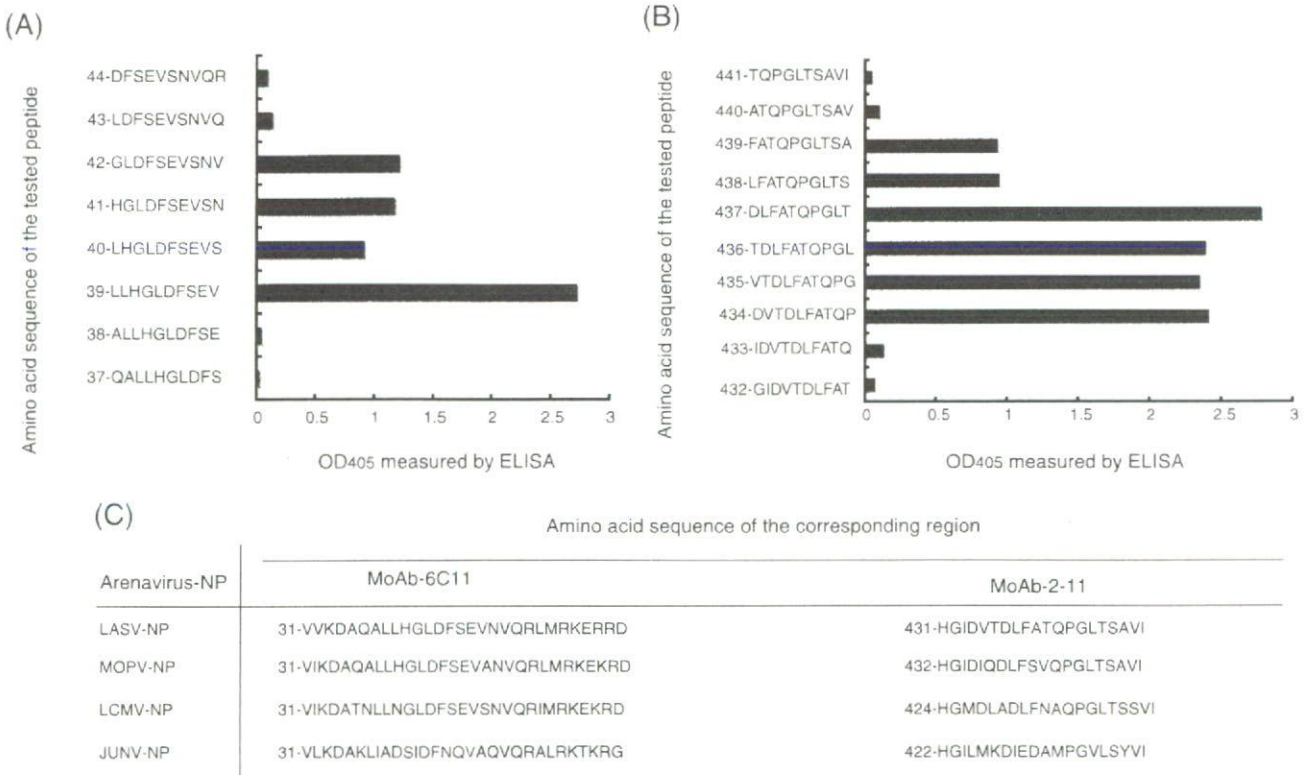 (A)
Amino acid sequence of the tested peptide
44-DFSEVSNVQR
43-LDFSEVSNVQ
42-GLDFSEVSNV
41-HGLDFSEVSN
40-LHGLDFSEVS
39-LLHGLDFSEV
38-ALLHGLDFSE
37-QALLHGLDFS
0 0.5 1 1.5 2 2.5 3
OD405 measured by ELISA
(B)
Amino acid sequence of the tested peptide
441-TQPGLTSAVI
440-ATQPGLTSAV
439-FATQPGLTSA
438-LFATQPGLTS
437-DLFATQPGLT
436-TDLFATQPGL
435-VTDLFATQPG
434-DVTDLFATQP
433-IDVTDLFATQ
432-GIDVTDLFAT
0 0.5 1 1.5 2 2.5 3
OD405 measured by ELISA
(C)
Amino acid sequence of the corresponding region
Arenavirus-NP MoAb-6C11 MoAb-2-11
LASV-NP 31-VVKDAQALLHGLDFSEVNVQRLMRKERRD 431-HGIDVTDLFATQPGLTSAVI
MOPV-NP 31-VIKDAQALLHGLDFSEVANVQRLMRKEKRD 432-HGIDIQDLFSVQPGLTSAVI
LCMV-NP 31-VIKDATNLLNGLDFSEVSNVQRIMRKEKRD 424-HGMDLADLFNAQPGLTSSVI
JUNV-NP 31-VLKDAKLIADSIDFNQVAQVQRALRKTKRG 422-HGILMKDIEDAMPGVLSYVI